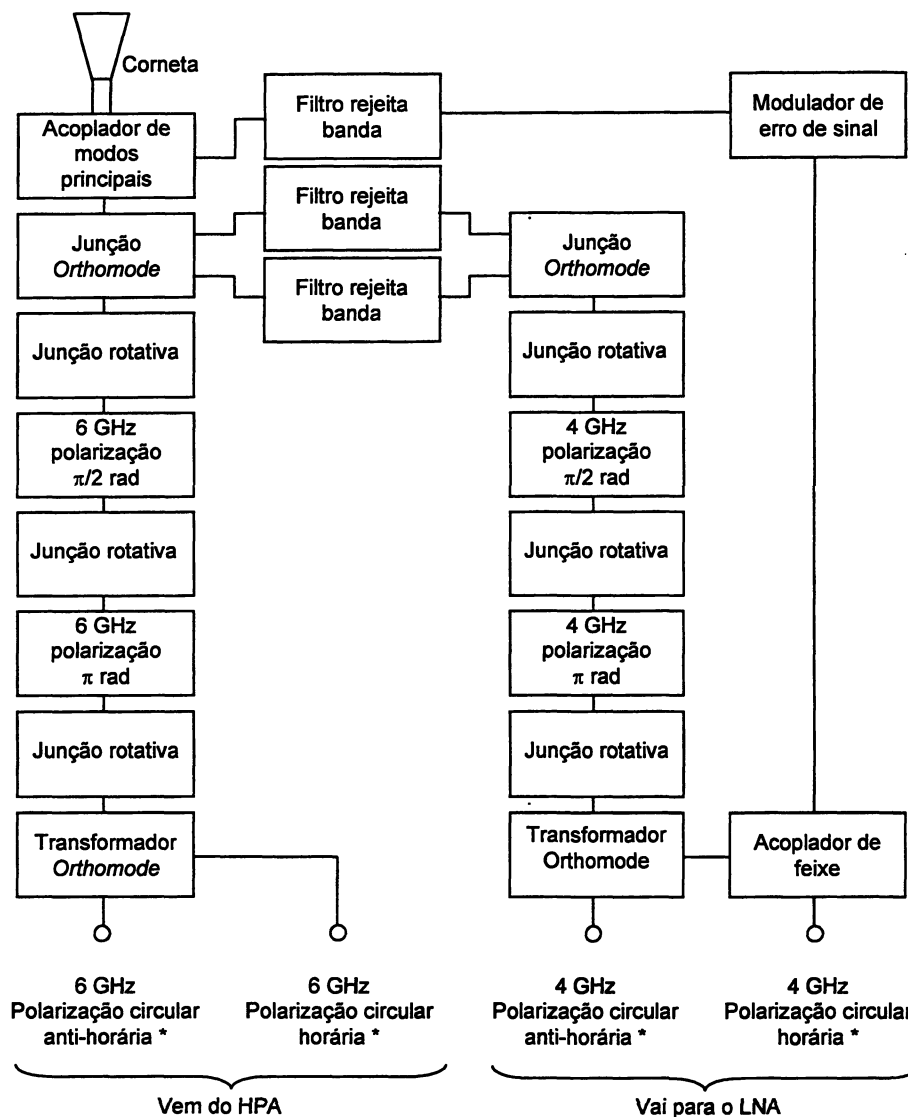 Corneta
Acoplador de
modos
principais
Filtro rejeita
banda
Modulador de
erro de sinal
Filtro rejeita
banda
Junção
Orthomode
Filtro rejeita
banda
Junção
Orthomode
Junção rotativa
Junção rotativa
6 GHz
polarização
π/2 rad
4 GHz
polarização
π/2 rad
Junção rotativa
Junção rotativa
6 GHz
polarização
π rad
4 GHz
polarização
π rad
Junção rotativa
Junção rotativa
Transformador
Orthomode
Transformador
Orthomode
Acoplador de
feixe
6 GHz
Polarização circular
anti-horária *
6 GHz
Polarização circular
horária *
4 GHz
Polarização circular
anti-horária *
4 GHz
Polarização circular
horária *
Vem do HPA
Vai para o LNA